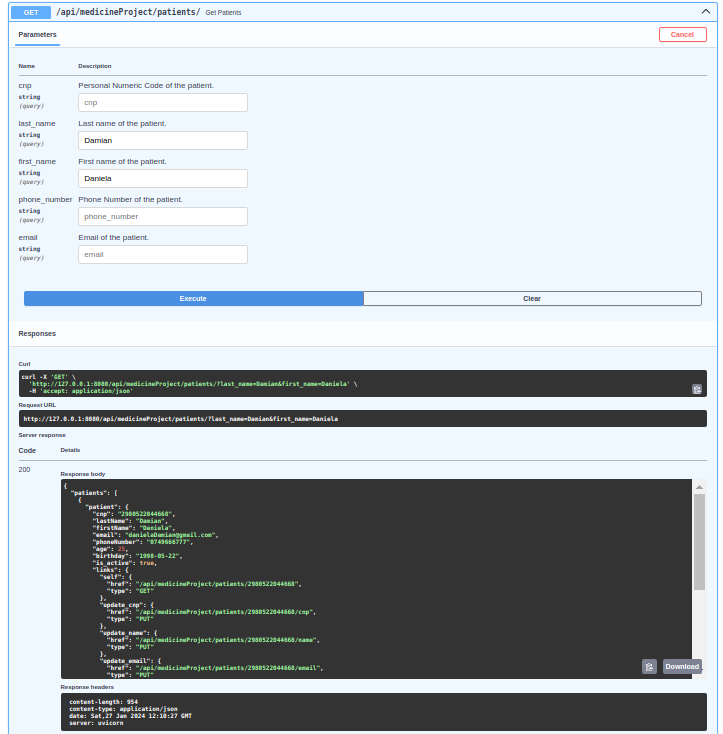 GET /api/medicineProject/patients/ Get Patients
Parameters
Cancel
Name Description
cnp Personal Numeric Code of the patient.
string
(query)
cnp
last_name Last name of the patient.
string
(query)
Damian
first_name First name of the patient.
string
(query)
Daniela
phone_number Phone Number of the patient.
string
(query)
phone_number
email Email of the patient.
string
(query)
email
Execute Clear
Responses
Curl
curl -X 'GET' \
'http://127.0.0.1:8080/api/medicineProject/patients/?last_name=Damian&first_name=Daniela' \
-H 'accept: application/json'
Request URL
http://127.0.0.1:8080/api/medicineProject/patients/?last_name=Damian&first_name=Daniela
Server response
Code Details
200
Response body
{
"patients": [
{
"patient": {
"cnp": "2980522044668",
"lastName": "Damian",
"firstName": "Daniela",
"email": "danielaDamian@gmail.com",
"phoneNumber": "0749666777",
"age": 25,
"birthday": "1998-05-22",
"is_active": true,
"links": {
"self": {
"href": "/api/medicineProject/patients/2980522044668",
"type": "GET"
},
"update_cnp": {
"href": "/api/medicineProject/patients/2980522044668/cnp",
"type": "PUT"
},
"update_name": {
"href": "/api/medicineProject/patients/2980522044668/name",
"type": "PUT"
},
"update_email": {
"href": "/api/medicineProject/patients/2980522044668/email",
"type": "PUT"
Download
Response headers
content-length: 954
content-type: application/json
date: Sat,27 Jan 2024 12:10:27 GMT
server: uvicorn